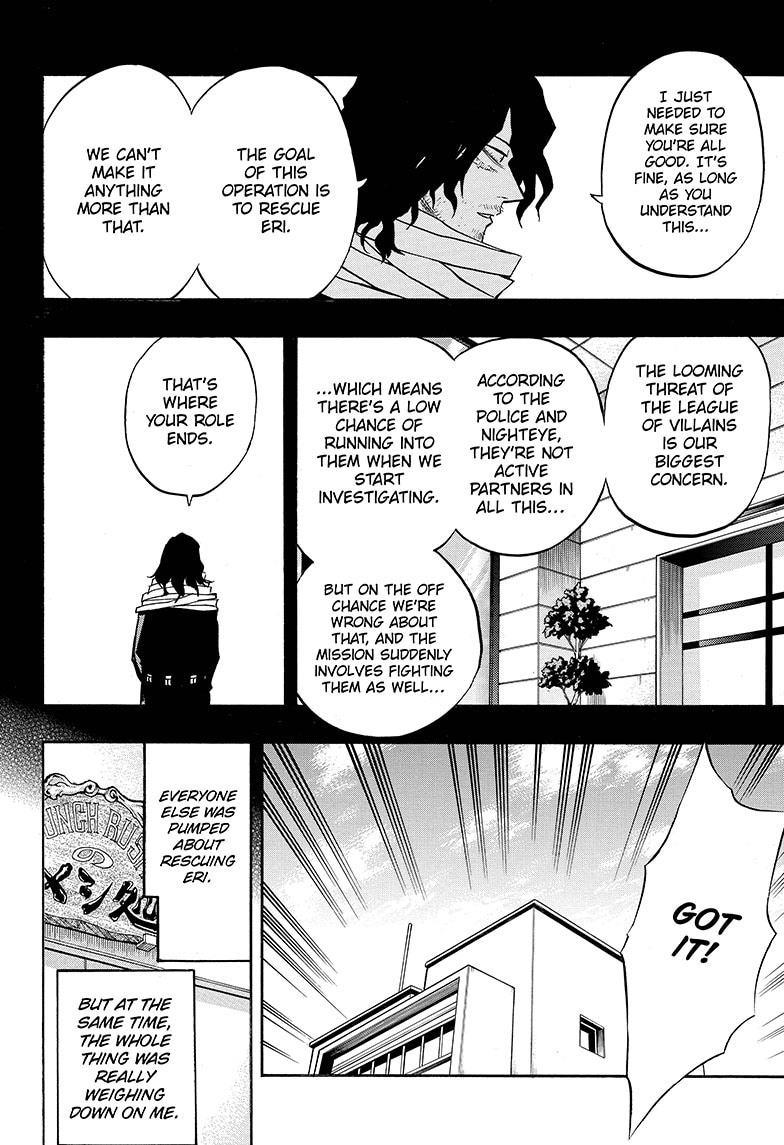 I JUST
NEEDED TO
MAKE SURE
YOU'RE ALL
GOOD. IT'S
FINE, AS LONG
AS YOU
UNDERSTAND
THIS...
THE GOAL
OF THIS
OPERATION IS
TO RESCUE
ERI.
WE CAN'T
MAKE IT
ANYTHING
MORE THAN
THAT.
THE LOOMING
THREAT OF
THE LEAGUE
OF VILLAINS
IS OUR
BIGGEST
CONCERN.
ACCORDING
TO THE
POLICE AND
NIGHTEYE,
THEY'RE NOT
ACTIVE
PARTNERS IN
ALL THIS...
...WHICH MEANS
THERE'S A LOW
CHANCE OF
RUNNING INTO
THEM WHEN WE
START
INVESTIGATING.
BUT ON THE OFF
CHANCE WE'RE
WRONG ABOUT
THAT, AND THE
MISSION SUDDENLY
INVOLVES FIGHTING
THEM AS WELL...
THAT'S
WHERE
YOUR ROLE
ENDS.
GOT
IT!
EVERYONE
ELSE WAS
PUMPED
ABOUT
RESCUING
ERI.
UNCH RUSH
の
メシ処
BUT AT THE
SAME TIME,
THE WHOLE
THING WAS
REALLY
WEIGHING
DOWN ON ME.